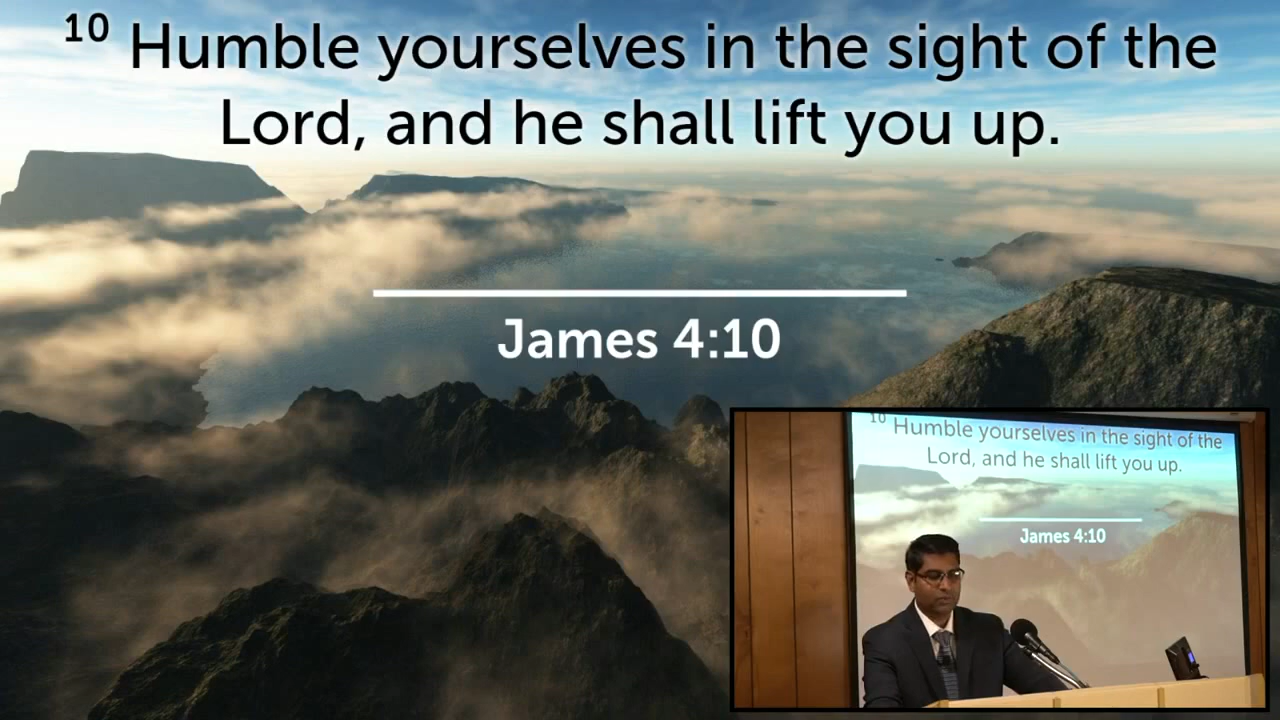 10 Humble yourselves in the sight of the
Lord, and he shall lift you up.
James 4:10
10 Humble yourselves in the sight of the
Lord, and he shall lift you up.
James 4:10